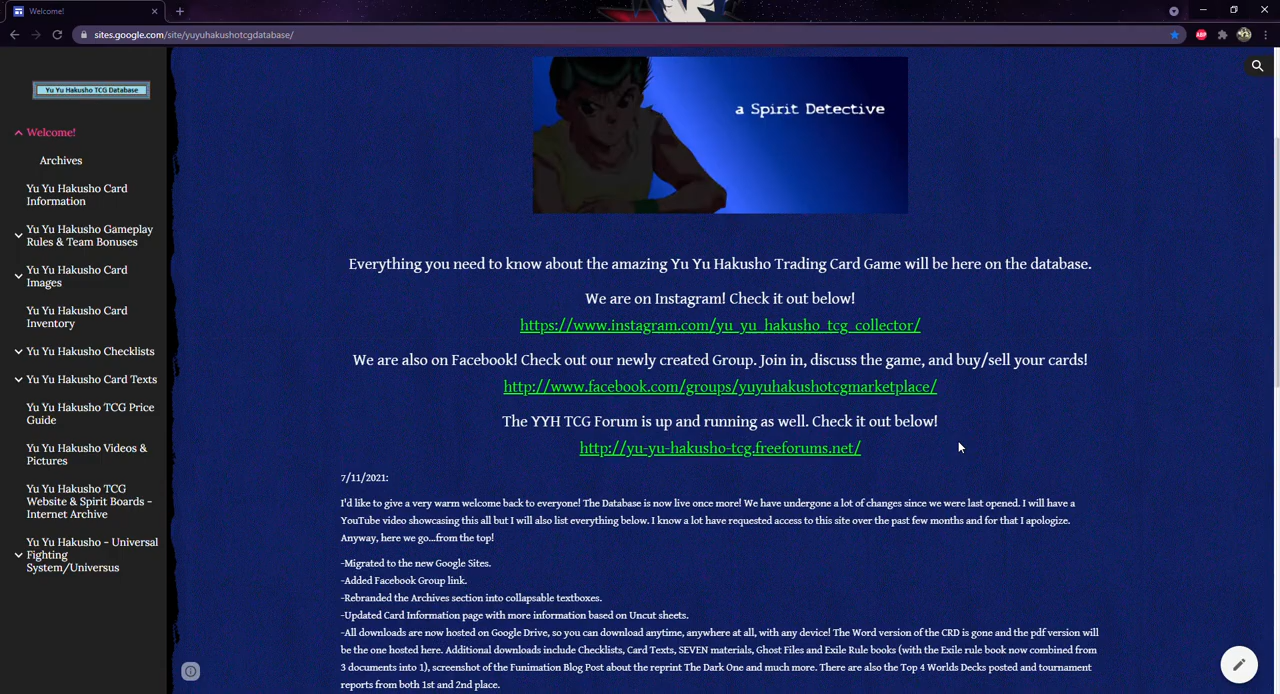 Welcome!
sites.google.com/site/yuyuhakushotcgdatabase/
ABP
Yu Yu Hakusho TCG Database
Welcome!
Archives
Yu Yu Hakusho Card
Information
Yu Yu Hakusho Gameplay
Rules & Team Bonuses
Yu Yu Hakusho Card
Images
Yu Yu Hakusho Card
Inventory
Yu Yu Hakusho Checklists
Yu Yu Hakusho Card Texts
Yu Yu Hakusho TCG Price
Guide
Yu Yu Hakusho Videos &
Pictures
Yu Yu Hakusho TCG
Website & Spirit Boards -
Internet Archive
Yu Yu Hakusho - Universal
Fighting
System/Universus
a Spirit Detective
Everything you need to know about the amazing Yu Yu Hakusho Trading Card Game will be here on the database.
We are on Instagram! Check it out below!
https://www.instagram.com/yu_yu_hakusho_tcg_collector/
We are also on Facebook! Check out our newly created Group. Join in, discuss the game, and buy/sell your cards!
http://www.facebook.com/groups/yuyuhakushotcgmarketplace/
The YYH TCG Forum is up and running as well. Check it out below!
http://yu-yu-hakusho-tcg.freeforums.net/
7/11/2021:
I'd like to give a very warm welcome back to everyone! The Database is now live once more! We have undergone a lot of changes since we were last opened. I will have a
YouTube video showcasing this all but I will also list everything below. I know a lot have requested access to this site over the past few months and for that I apologize.
Anyway, here we go...from the top!
-Migrated to the new Google Sites.
-Added Facebook Group link.
-Rebranded the Archives section into collapsable textboxes.
-Updated Card Information page with more information based on Uncut sheets.
-All downloads are now hosted on Google Drive, so you can download anytime, anywhere at all, with any device! The Word version of the CRD is gone and the pdf version will
be the one hosted here. Additional downloads include Checklists, Card Texts, SEVEN materials, Ghost Files and Exile Rule books (with the Exile rule book now combined from
3 documents into 1), screenshot of the Funimation Blog Post about the reprint The Dark One and much more. There are also the Top 4 Worlds Decks posted and tournament
reports from both 1st and 2nd place.